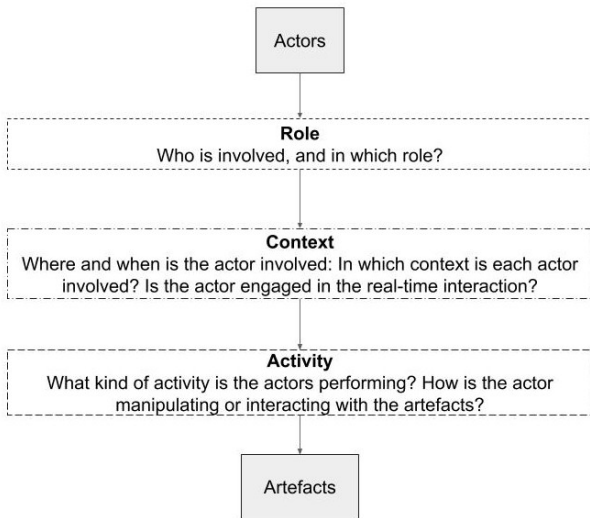 Actors
Role
Who is involved, and in which role?
Context
Where and when is the actor involved: In which context is each actor
involved? Is the actor engaged in the real-time interaction?
Activity
What kind of activity is the actors performing? How is the actor
manipulating or interacting with the artefacts?
Artefacts